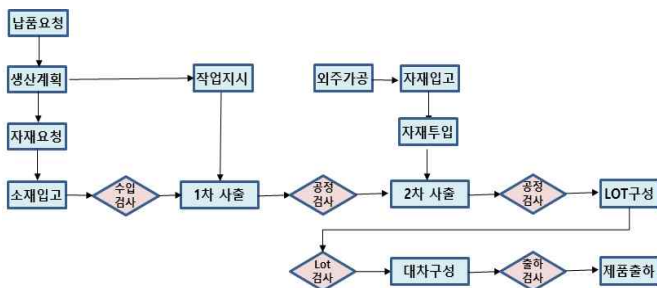 납품요청
생산계획
작업지시
외주가공
자재입고
자재요청
자재투입
소재입고
수입
검사
1차 사출
공정
검사
2차 사출
공정
검사
LOT구성
Lot
검사
대차구성
출하
검사
제품출하